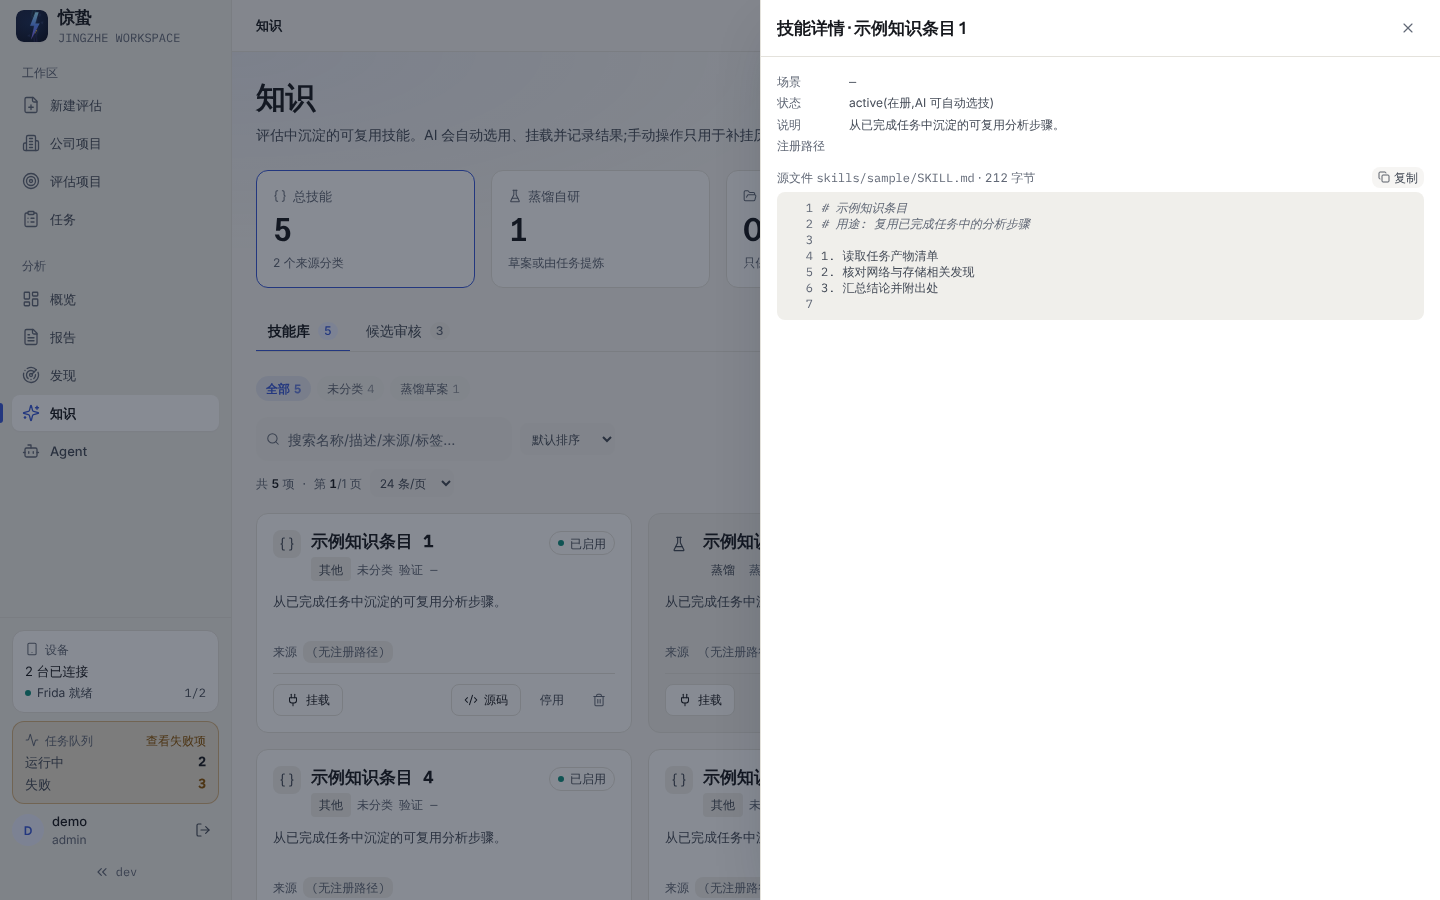 惊蛰
JINGZHE WORKSPACE
工作区
新建评估
公司项目
评估项目
任务
分析
概览
报告
发现
知识
Agent
设备
2 台已连接
Frida 就绪 1/2
任务队列 查看失败项
运行中 2
失败 3
D
demo
admin
dev
知识
知识
评估中沉淀的可复用技能。AI 会自动选用、挂载并记录结果;手动操作只用于补挂
总技能
5
2 个来源分类
蒸馏自研
1
草案或由任务提炼
0
技能库 5 候选审核 3
全部 5 未分类 4 蒸馏草案 1
搜索名称/描述/来源/标签... 默认排序
共 5 项 · 第 1/1 页 24 条/页
示例知识条目 1 已启用
其他 未分类 验证 —
从已完成任务中沉淀的可复用分析步骤。
来源 (无注册路径)
挂载 源码 停用
示例知
蒸馏
从已完成任务中
来源 (无注册路
挂载
示例知识条目 4 已启用
其他 未分类 验证 —
从已完成任务中沉淀的可复用分析步骤。
来源 (无注册路径)
示例知
其他
从已完成任务中
来源 (无注册路
技能详情 · 示例知识条目 1
场景 —
状态 active(在册,AI 可自动选技)
说明 从已完成任务中沉淀的可复用分析步骤。
注册路径
源文件 skills/sample/SKILL.md · 212 字节 复制
1 # 示例知识条目
2 # 用途: 复用已完成任务中的分析步骤
3
4 1. 读取任务产物清单
5 2. 核对网络与存储相关发现
6 3. 汇总结论并附出处
7